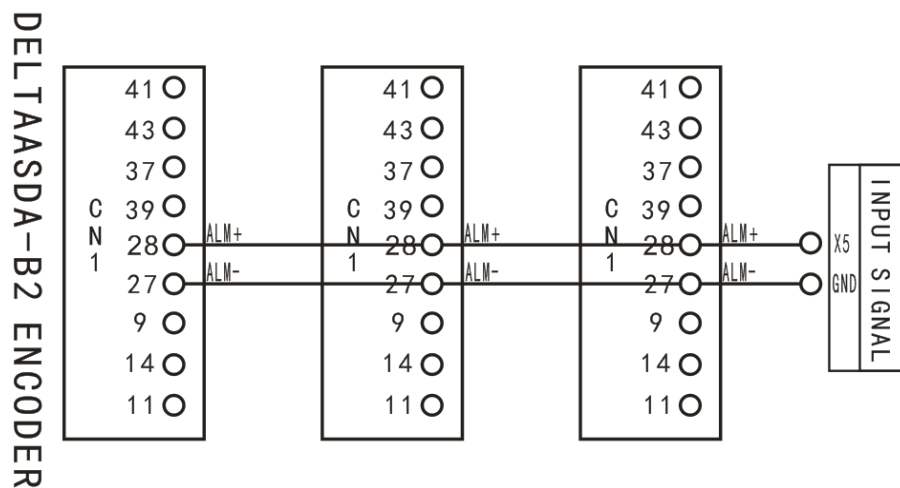 DELTAASDA-B2 ENCODER
CN1
41
43
37
39
28
27
9
14
11
ALM+
ALM-
CN1
41
43
37
39
28
27
9
14
11
ALM+
ALM-
CN1
41
43
37
39
28
27
9
14
11
ALM+
ALM-
X5
GND
INPUT SIGNAL